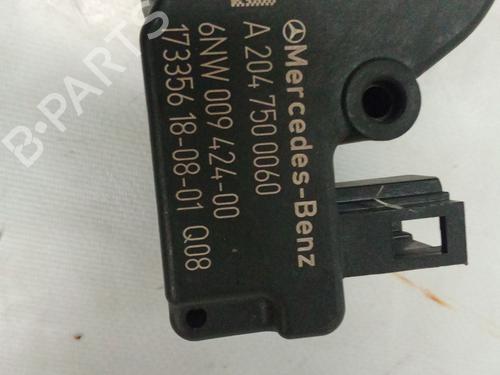 Mercedes-Benz
A 204 750 0060
6NW 009 424-00
173356 18-08-01 Q08
B-PARTS